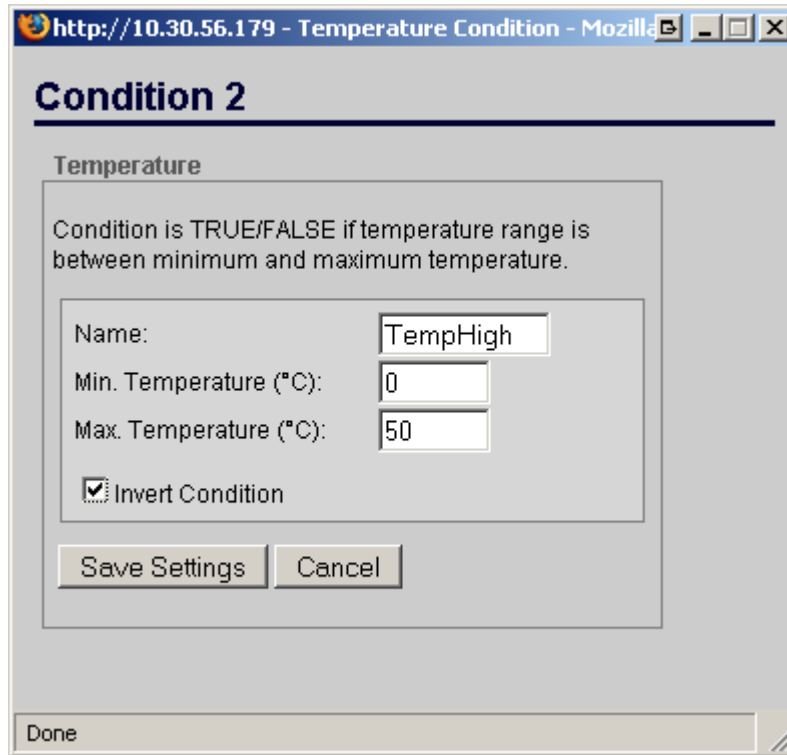 http://10.30.56.179 - Temperature Condition - Mozilla
Condition 2
Temperature
Condition is TRUE/FALSE if temperature range is
between minimum and maximum temperature.
Name: TempHigh
Min. Temperature (°C): 0
Max. Temperature (°C): 50
Invert Condition
Save Settings Cancel
Done